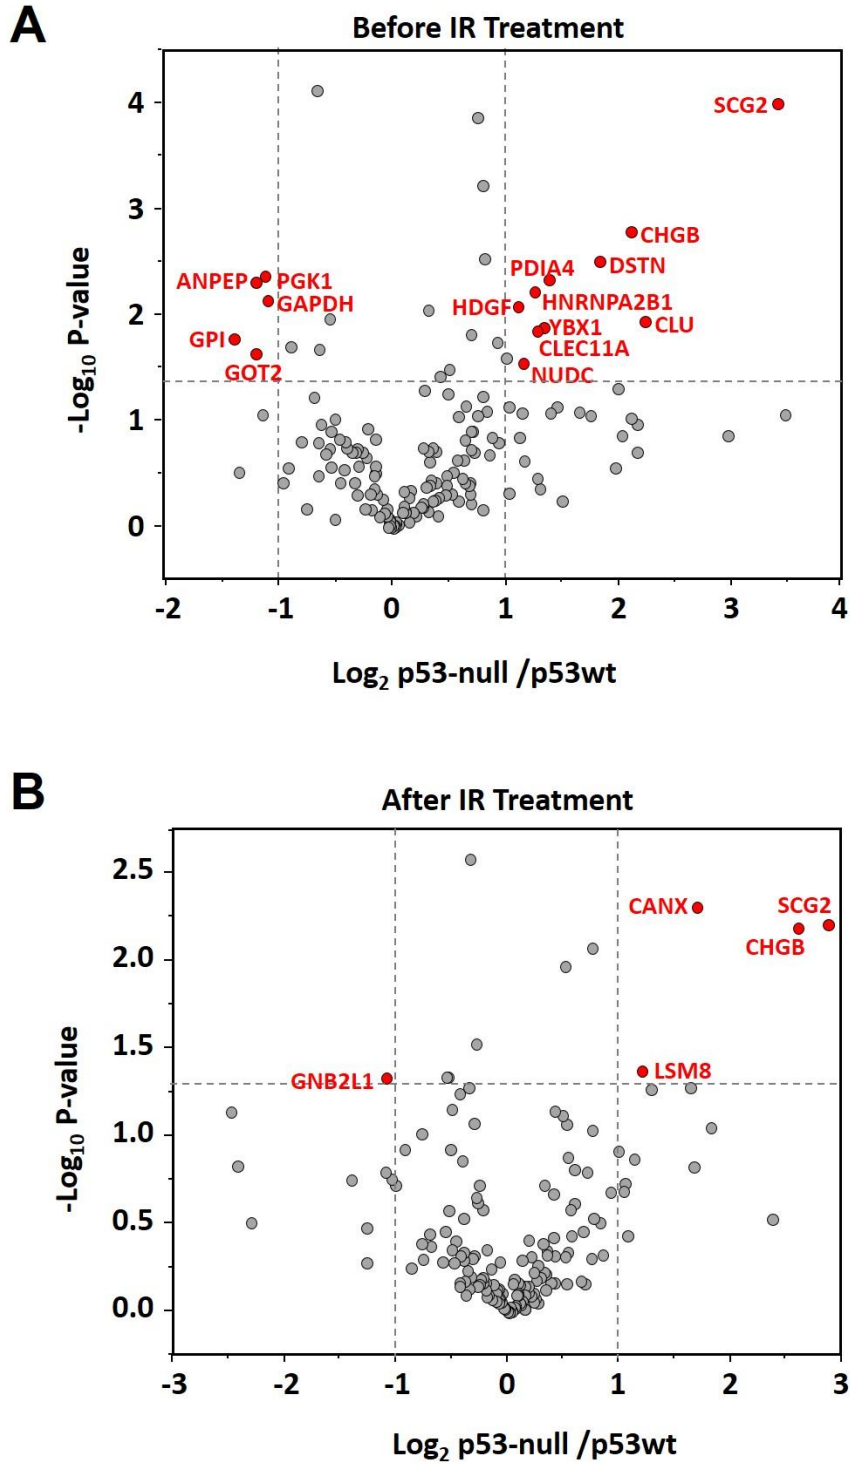 A
Before IR Treatment
4
3
2
1
0
-Log10 P-value
SCG2
CHGB
DSTN
PDIA4
ANPEP
PGK1
GAPDH
HNRNPA2B1
HDGF
CLU
YBX1
GPI
CLEC11A
GOT2
NUDC
-2 -1 0 1 2 3 4
Log2 p53-null /p53wt
B
After IR Treatment
2.5
2.0
1.5
1.0
0.5
0.0
-Log10 P-value
CANX
SCG2
CHGB
GNB2L1
LSM8
-3 -2 -1 0 1 2 3
Log2 p53-null /p53wt